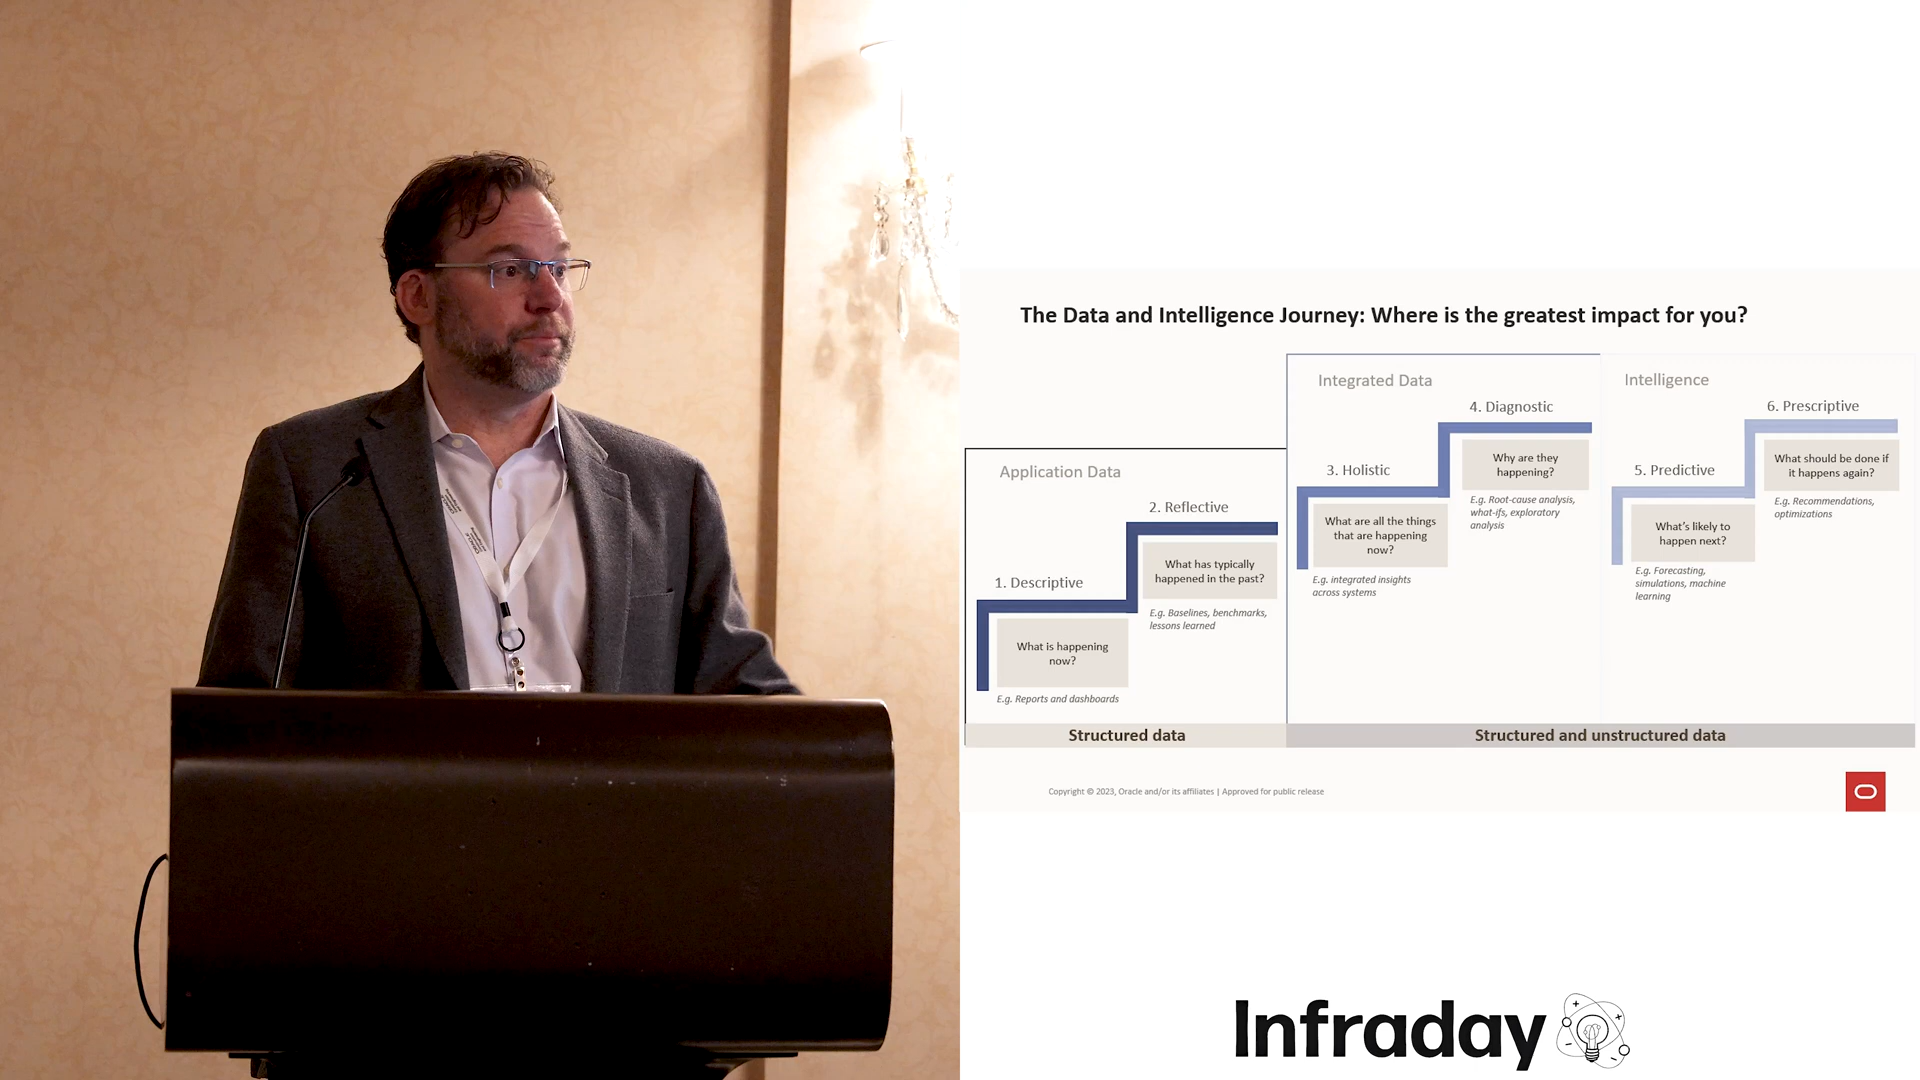 The Data and Intelligence Journey: Where is the greatest impact for you?
Application Data
1. Descriptive
What is happening
now?
E.g. Reports and dashboards
2. Reflective
What has typically
happened in the past?
E.g. Baselines, benchmarks,
lessons learned
Integrated Data
3. Holistic
What are all the things
that are happening
now?
E.g. integrated insights
across systems
4. Diagnostic
Why are they
happening?
E.g. Root-cause analysis,
what-ifs, exploratory
analysis
Intelligence
5. Predictive
What's likely to
happen next?
E.g. Forecasting,
simulations, machine
learning
6. Prescriptive
What should be done if
it happens again?
E.g. Recommendations,
optimizations
Structured data
Structured and unstructured data
Copyright © 2023, Oracle and/or its affiliates | Approved for public release
Infraday